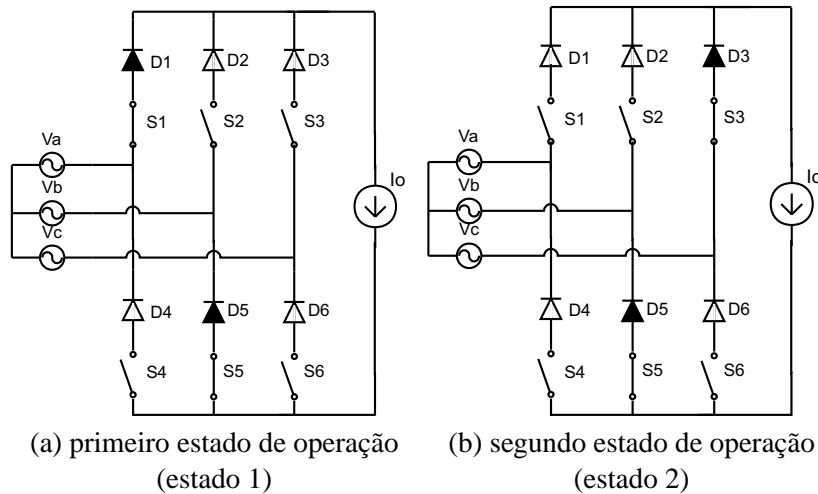 D1
D2
D3
S1
S2
S3
Va
Vb
Vc
Io
D4
D5
D6
S4
S5
S6
(a) primeiro estado de operação
(estado 1)
D1
D2
D3
S1
S2
S3
Va
Vb
Vc
Io
D4
D5
D6
S4
S5
S6
(b) segundo estado de operação
(estado 2)